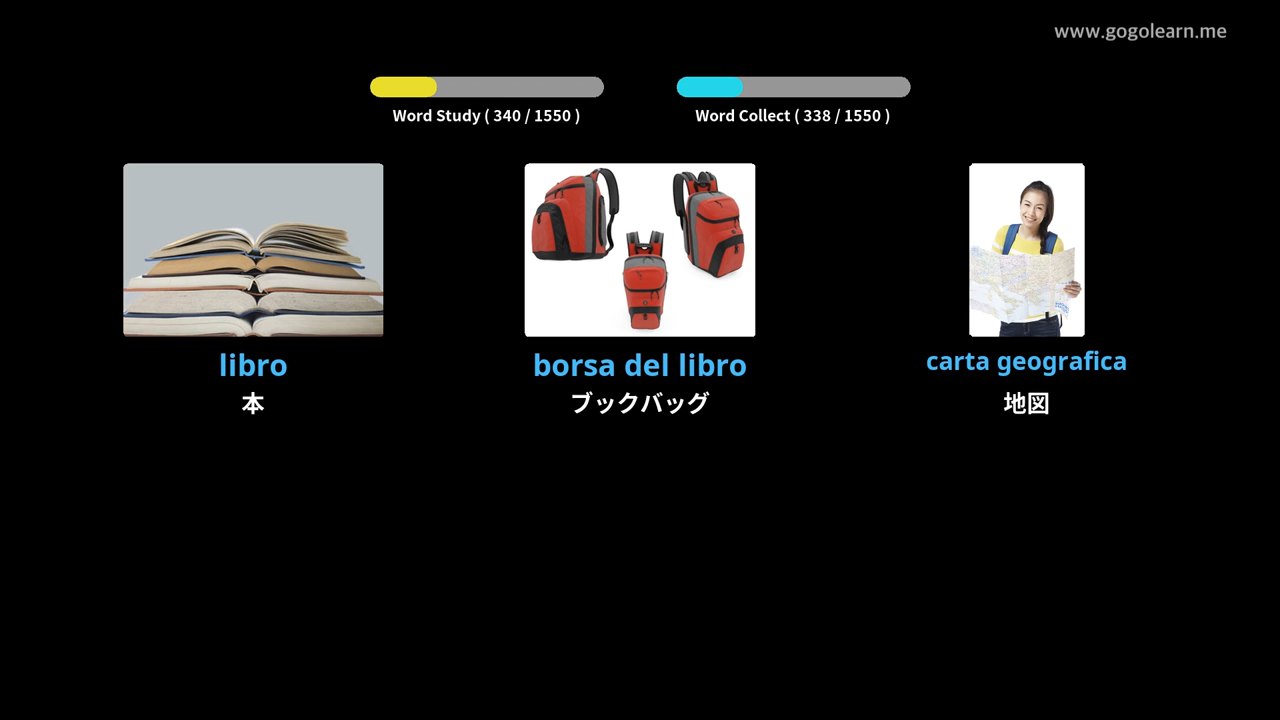 www.gogolearn.me
Word Study ( 340 / 1550 )
Word Collect ( 338 / 1550 )
libro
本
borsa del libro
ブックバッグ
carta geografica
地図